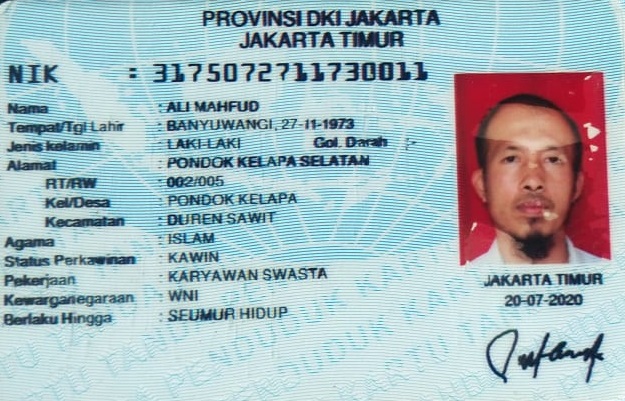 PROVINSI DKI JAKARTA
JAKARTA TIMUR
NIK : 3175072711730011
Nama : ALI MAHFUD
Tempat/Tgl Lahir : BANYUWANGI, 27-11-1973
Jenis kelamin : LAKI-LAKI Gol. Darah :-
Alamat : PONDOK KELAPA SELATAN
RT/RW : 002/005
Kel/Desa : PONDOK KELAPA
Kecamatan : DUREN SAWIT
Agama : ISLAM
Status Perkawinan : KAWIN
Pekerjaan : KARYAWAN SWASTA
Kewarganegaraan : WNI
Berlaku Hingga : SEUMUR HIDUP
JAKARTA TIMUR
20-07-2020